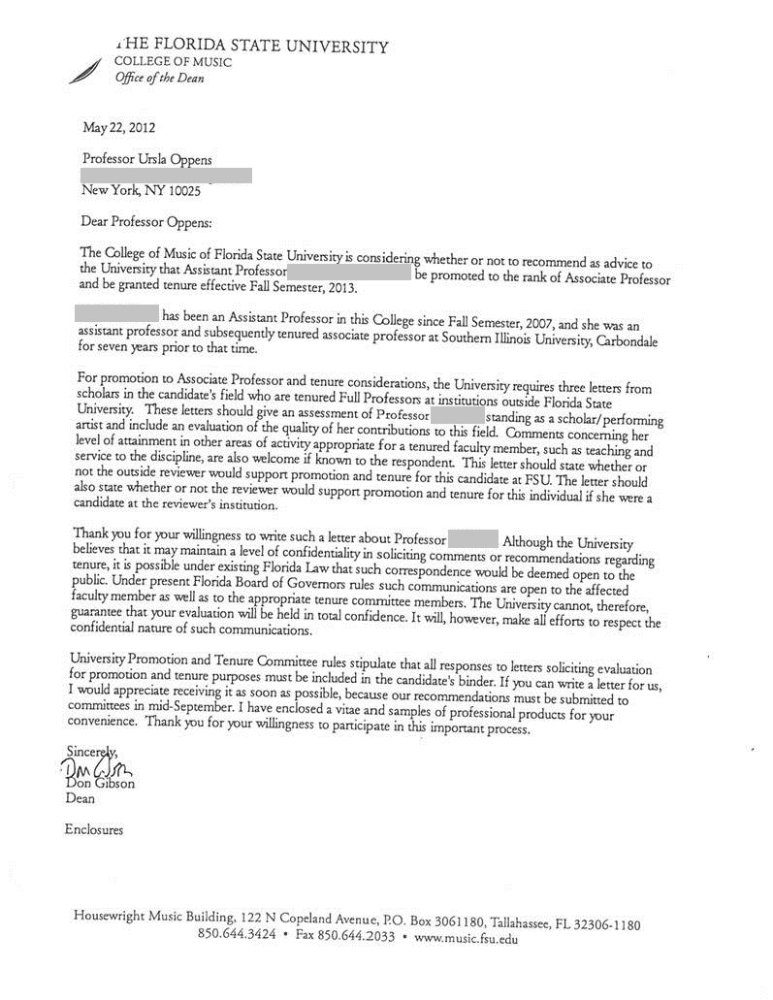 THE FLORIDA STATE UNIVERSITY
COLLEGE OF MUSIC
Office of the Dean
May 22, 2012
Professor Ursla Oppens
New York, NY 10025
Dear Professor Oppens:
The College of Music of Florida State University is considering whether or not to recommend as advice to
the University that Assistant Professor be promoted to the rank of Associate Professor
and be granted tenure effective Fall Semester, 2013.
has been an Assistant Professor in this College since Fall Semester, 2007, and she was an
assistant professor and subsequently tenured associate professor at Southern Illinois University, Carbondale
for seven years prior to that time.
For promotion to Associate Professor and tenure considerations, the University requires three letters from
scholars in the candidate's field who are tenured Full Professors at institutions outside Florida State
University. These letters should give an assessment of Professor standing as a scholar/performing
artist and include an evaluation of the quality of her contributions to this field. Comments concerning her
level of attainment in other areas of activity appropriate for a tenured faculty member, such as teaching and
service to the discipline, are also welcome if known to the respondent. This letter should state whether or
not the outside reviewer would support promotion and tenure for this candidate at FSU. The letter should
also state whether or not the reviewer would support promotion and tenure for this individual if she were a
candidate at the reviewer's institution.
Thank you for your willingness to write such a letter about Professor Although the University
believes that it may maintain a level of confidentiality in soliciting comments or recommendations regarding
tenure, it is possible under existing Florida Law that such correspondence would be deemed open to the
public. Under present Florida Board of Governors rules such communications are open to the affected
faculty member as well as to the appropriate tenure committee members. The University cannot, therefore,
guarantee that your evaluation will be held in total confidence. It will, however, make all efforts to respect the
confidential nature of such communications.
University Promotion and Tenure Committee rules stipulate that all responses to letters soliciting evaluation
for promotion and tenure purposes must be included in the candidate's binder. If you can write a letter for us,
I would appreciate receiving it as soon as possible, because our recommendations must be submitted to
committees in mid-September. I have enclosed a vitae and samples of professional products for your
convenience. Thank you for your willingness to participate in this important process.
Sincerely,
Don Gibson
Dean
Enclosures
Housewright Music Building, 122 N Copeland Avenue, P.O. Box 3061180, Tallahassee, FL 32306-1180
850.644.3424 • Fax 850.644.2033 • www.music.fsu.edu